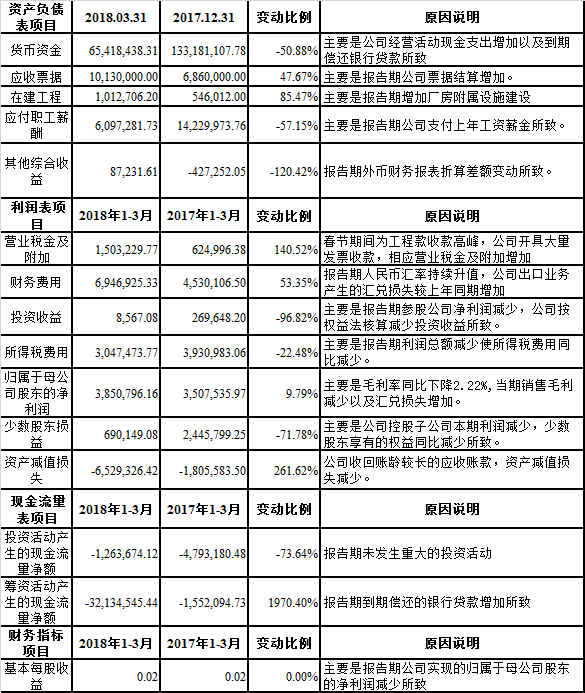 资产负债表项目 2018.03.31 2017.12.31 变动比例 原因说明
货币资金 65,418,438.31 133,181,107.78 -50.88% 主要是公司经营活动现金支出增加以及到期偿还银行贷款所致
应收票据 10,130,000.00 6,860,000.00 47.67% 主要是报告期公司票据结算增加。
在建工程 1,012,706.20 546,012.00 85.47% 主要是报告期增加厂房附属设施建设
应付职工薪酬 6,097,281.73 14,229,973.76 -57.15% 主要是报告期公司支付上年工资薪金所致。
其他综合收益 87,231.61 -427,252.05 -120.42% 报告期外币财务报表折算差额变动所致。
利润表项目 2018年1-3月 2017年1-3月 变动比例 原因说明
营业税金及附加 1,503,229.77 624,996.38 140.52% 春节期间为工程款收款高峰，公司开具大量发票收款，相应营业税金及附加增加
财务费用 6,946,925.33 4,530,106.50 53.35% 报告期人民币汇率持续升值，公司出口业务产生的汇兑损失较上年同期增加
投资收益 8,567.08 269,648.20 -96.82% 主要是报告期参股公司净利润减少，公司按权益法核算减少投资收益所致。
所得税费用 3,047,473.77 3,930,983.06 -22.48% 主要是报告期利润总额减少使所得税费用同比减少。
归属于母公司股东的净利润 3,850,796.16 3,507,535.97 9.79% 主要是毛利率同比下降2.22%,当期销售毛利减少以及汇兑损失增加。
少数股东损益 690,149.08 2,445,799.25 -71.78% 主要是公司控股子公司本期利润减少，少数股东享有的权益同比减少所致。
资产减值损失 -6,529,326.42 -1,805,583.50 261.62% 公司收回账龄较长的应收账款，资产减值损失减少。
现金流量表项目 2018年1-3月 2017年1-3月 变动比例 原因说明
投资活动产生的现金流量净额 -1,263,674.12 -4,793,180.48 -73.64% 报告期未发生重大的投资活动
筹资活动产生的现金流量净额 -32,134,545.44 -1,552,094.73 1970.40% 报告期到期偿还的银行贷款增加所致
财务指标项目 2018年1-3月 2017年1-3月 变动比例 原因说明
基本每股收益 0.02 0.02 0.00% 主要是报告期公司实现的归属于母公司股东的净利润减少所致